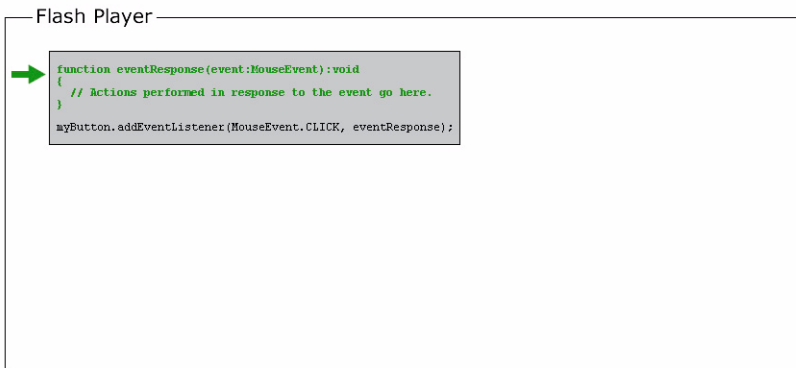 Flash Player
function eventResponse(event:MouseEvent):void
{
// Actions performed in response to the event go here.
}
myButton.addEventListener(MouseEvent.CLICK, eventResponse);